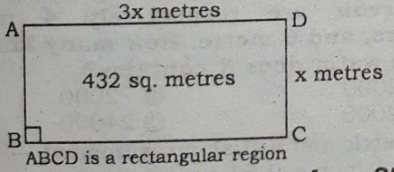 3x metres
A
D
432 sq. metres
x metres
B
C
ABCD is a rectangular region